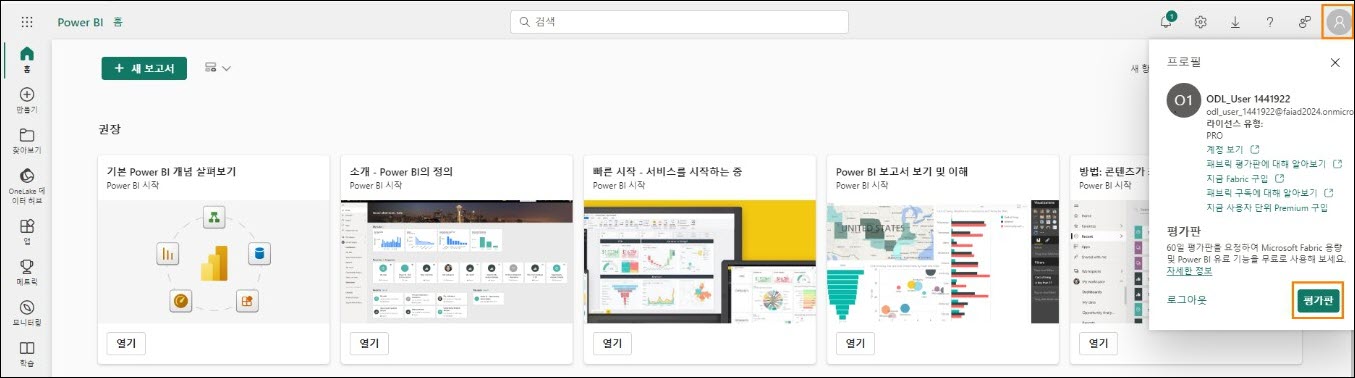 Power BI 홈
검색
1
홈
만들기
찾아보기
OneLake 데
이터 허브
앱
메트릭
모니터링
학습
+ 새 보고서
새 항
권장
기본 Power BI 개념 살펴보기
Power BI 시작
열기
소개 - Power BI의 정의
Power BI 시작
열기
빠른 시작 - 서비스를 시작하는 중
Power BI 시작
열기
Power BI 보고서 보기 및 이해
Power BI 시작
UNITED STATES
열기
방법: 콘텐츠가
Power BI 시작
열기
프로필
O1
ODL_User 1441922
odl_user_1441922@faiad2024.onmicro
라이선스 유형:
PRO
계정 보기
패브릭 평가판에 대해 알아보기
지금 Fabric 구입
패브릭 구독에 대해 알아보기
지금 사용자 단위 Premium 구입
평가판
60일 평가판를 요청하여 Microsoft Fabric 용량
및 Power BI 유료 기능을 무료로 사용해 보세요.
자세한 정보
로그아웃
평가판